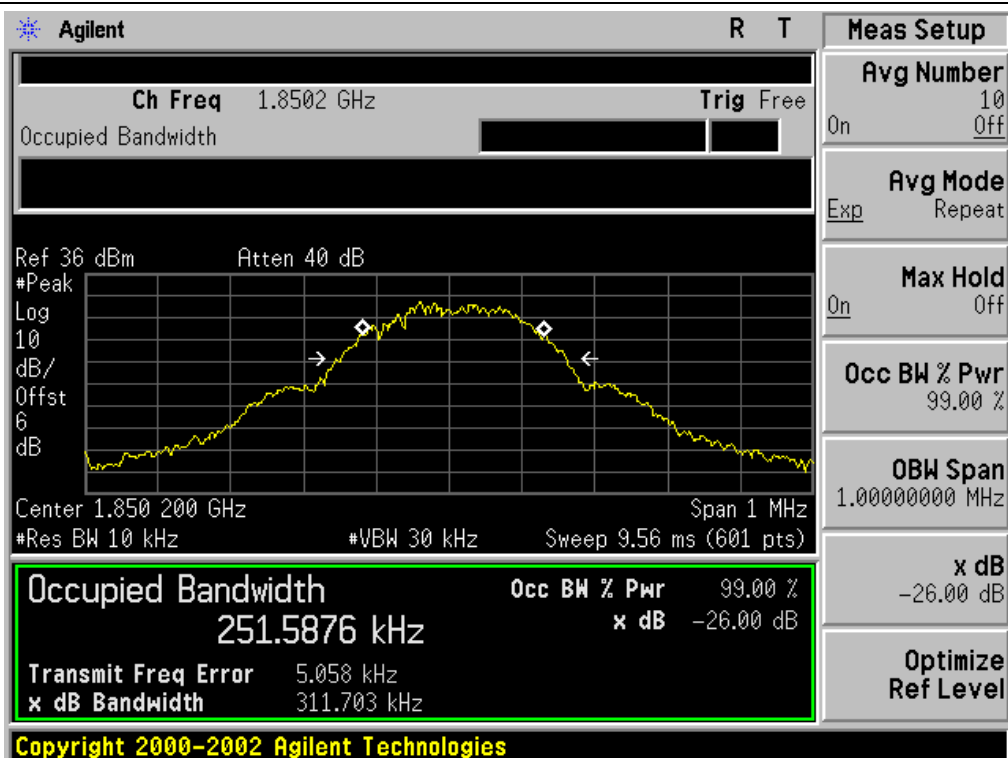 Agilent R T
Ch Freq 1.8502 GHz Trig Free
Occupied Bandwidth
Ref 36 dBm Atten 40 dB
#Peak
Log
10
dB/
Offst
6
dB
Center 1.850 200 GHz Span 1 MHz
#Res BW 10 kHz #VBW 30 kHz Sweep 9.56 ms (601 pts)
Occupied Bandwidth Occ BW % Pwr 99.00 %
251.5876 kHz x dB -26.00 dB
Transmit Freq Error 5.058 kHz
x dB Bandwidth 311.703 kHz
Copyright 2000-2002 Agilent Technologies
Meas Setup
Avg Number
10
On Off
Avg Mode
Exp Repeat
Max Hold
On Off
Occ BW % Pwr
99.00 %
OBW Span
1.00000000 MHz
x dB
-26.00 dB
Optimize
Ref Level